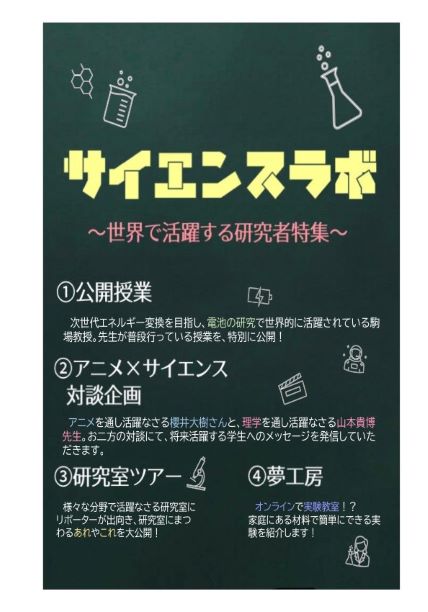 サイエンスラボ
～世界で活躍する研究者特集～
①公開授業
次世代エネルギー変換を目指し、電池の研究で世界的に活躍されている駒
場教授。先生が普段行っている授業を、特別に公開！
②アニメ×サイエンス
対談企画
アニメを通し活躍なさる櫻井大樹さんと、理学を通し活躍なさる山本貴博
先生。お二方の対談にて、将来活躍する学生へのメッセージを発信していた
だきます。
③研究室ツアー
様々な分野で活躍なさる研究室に
リポーターが出向き、研究室にまつ
わるあれやこれを大公開！
④夢工房
オンラインで実験教室！？
家庭にある材料で簡単にできる実
験を紹介します！